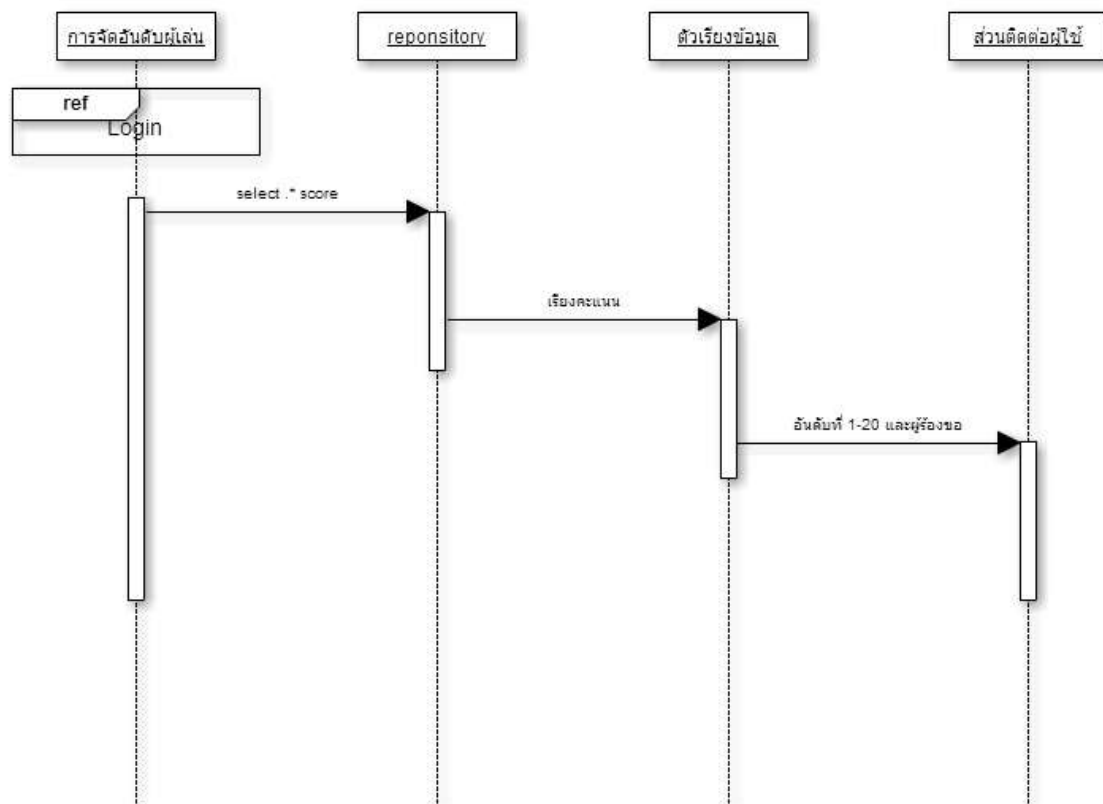 การจัดอันดับผู้เล่น
reponsitory
ตัวเรียงข้อมูล
ส่วนติดต่อผู้ใช้
ref
Login
select .* score
เรียงคะแนน
อันดับที่ 1-20 และผู้ร้องขอ